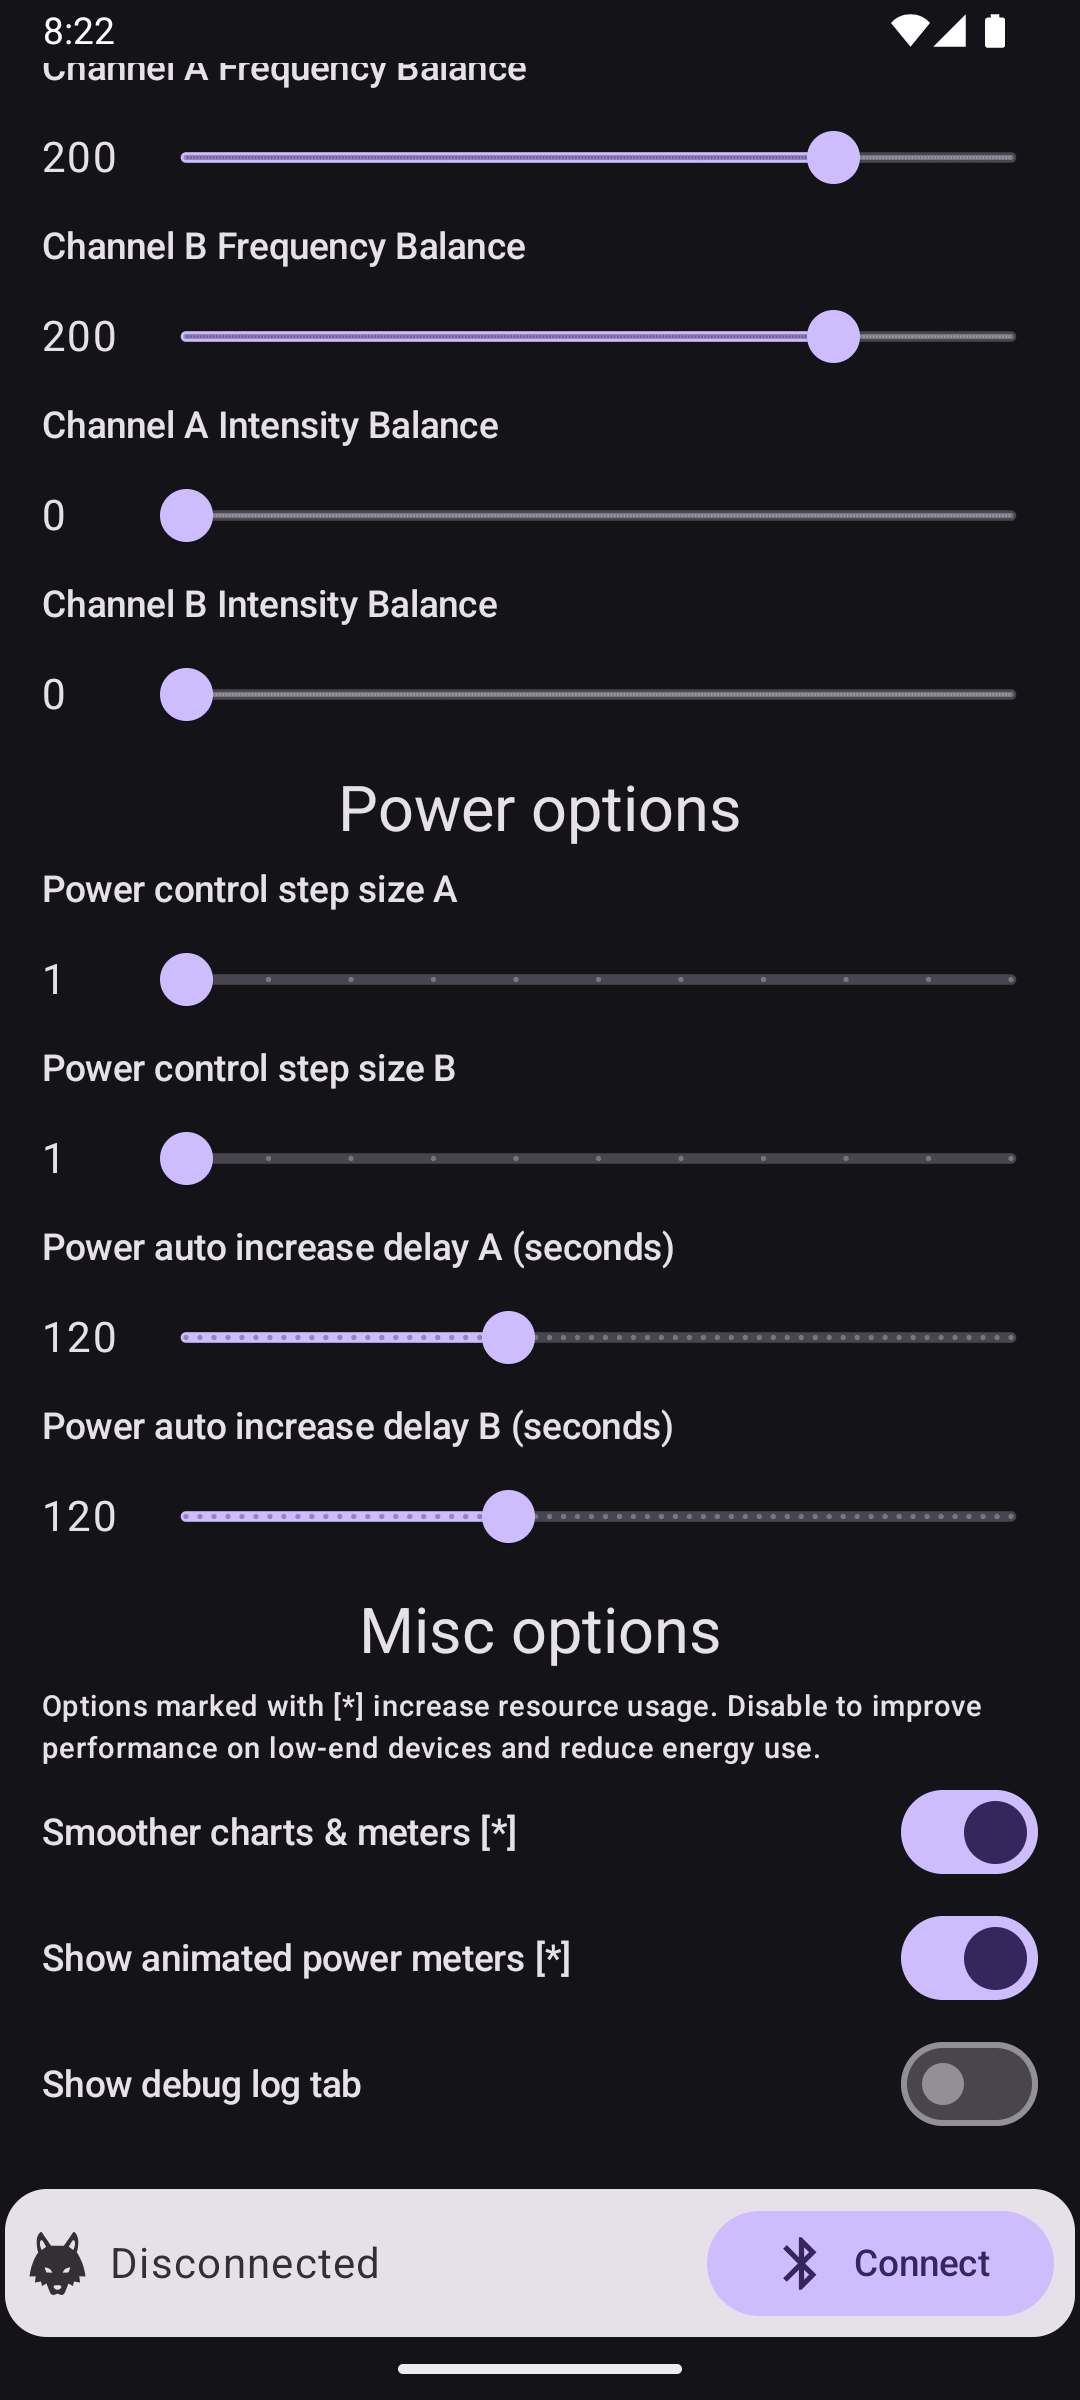 8:22
Channel A Frequency Balance
200
Channel B Frequency Balance
200
Channel A Intensity Balance
0
Channel B Intensity Balance
0
Power options
Power control step size A
1
Power control step size B
1
Power auto increase delay A (seconds)
120
Power auto increase delay B (seconds)
120
Misc options
Options marked with [*] increase resource usage. Disable to improve
performance on low-end devices and reduce energy use.
Smoother charts & meters [*]
Show animated power meters [*]
Show debug log tab
Disconnected
Connect